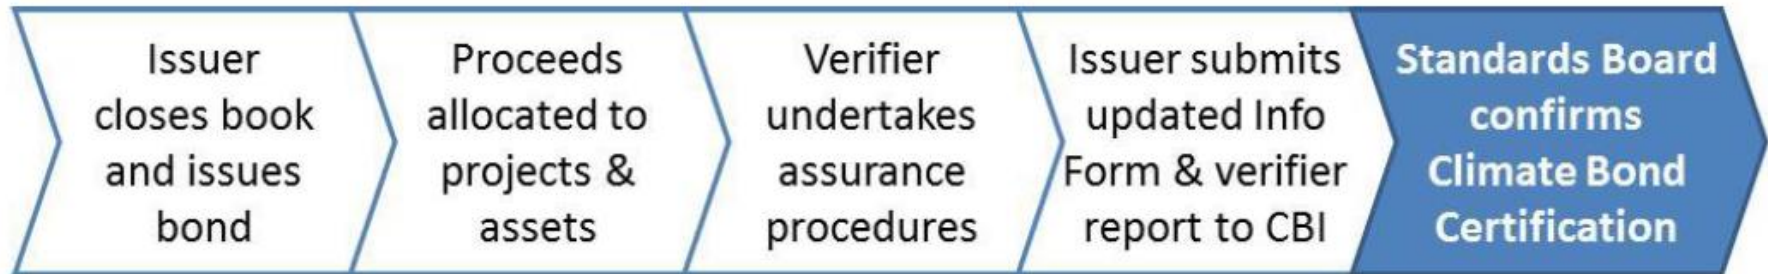 Issuer
closes book
and issues
bond
Proceeds
allocated to
projects &
assets
Verifier
undertakes
assurance
procedures
Issuer submits
updated Info
Form & verifier
report to CBI
Standards Board
confirms
Climate Bond
Certification